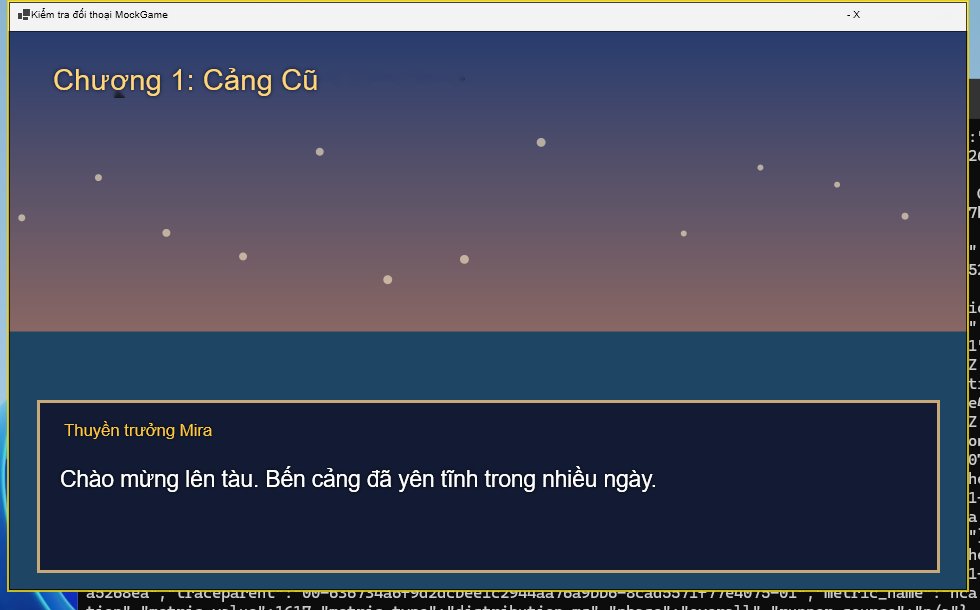 Kiểm tra đối thoại MockGame
- X
Chương 1: Cảng Cũ
Thuyền trưởng Mira
Chào mừng lên tàu. Bến cảng đã yên tĩnh trong nhiều ngày.